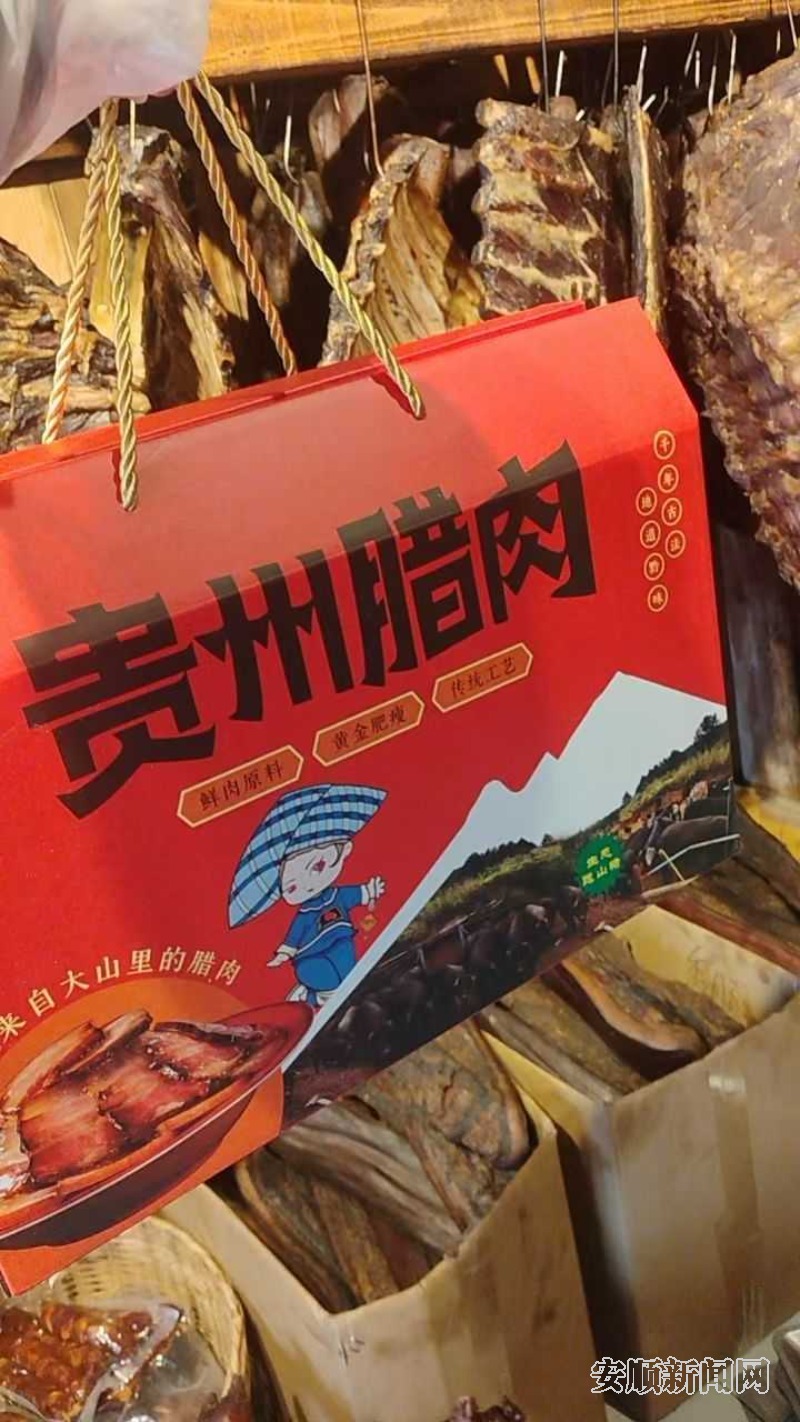 贵州腊肉
鲜肉原料
黄金肥瘦
传统工艺
千年古法
地道黔味
来自大山里的腊肉
安顺新闻网